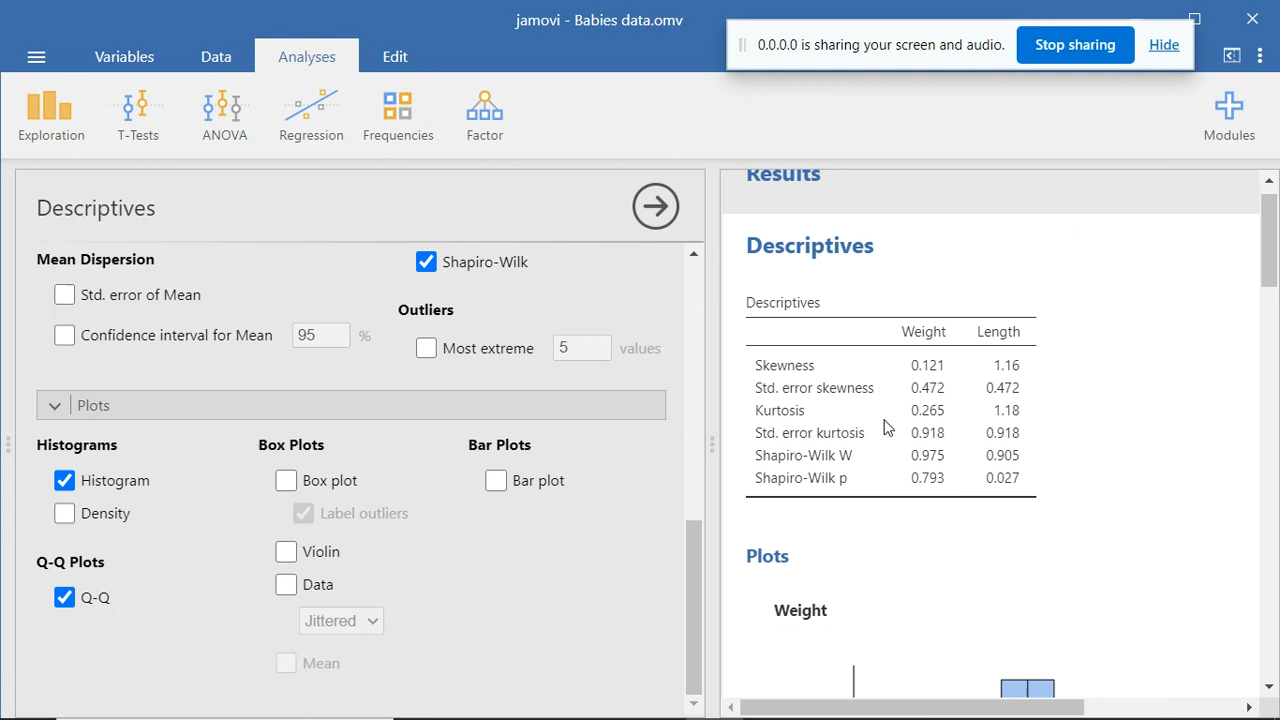 jamovi - Babies data.omv
0.0.0.0 is sharing your screen and audio. Stop sharing Hide
Variables Data Analyses Edit
Exploration T-Tests ANOVA Regression Frequencies Factor Modules
Descriptives
Mean Dispersion
Shapiro-Wilk
Std. error of Mean
Outliers
Confidence interval for Mean 95 %
Most extreme 5 values
Plots
Histograms Box Plots Bar Plots
Histogram Box plot Bar plot
Density Label outliers
Q-Q Plots Violin
Q-Q Data
Jittered
Mean
Results
Descriptives
Descriptives
Weight Length
Skewness 0.121 1.16
Std. error skewness 0.472 0.472
Kurtosis 0.265 1.18
Std. error kurtosis 0.918 0.918
Shapiro-Wilk W 0.975 0.905
Shapiro-Wilk p 0.793 0.027
Plots
Weight